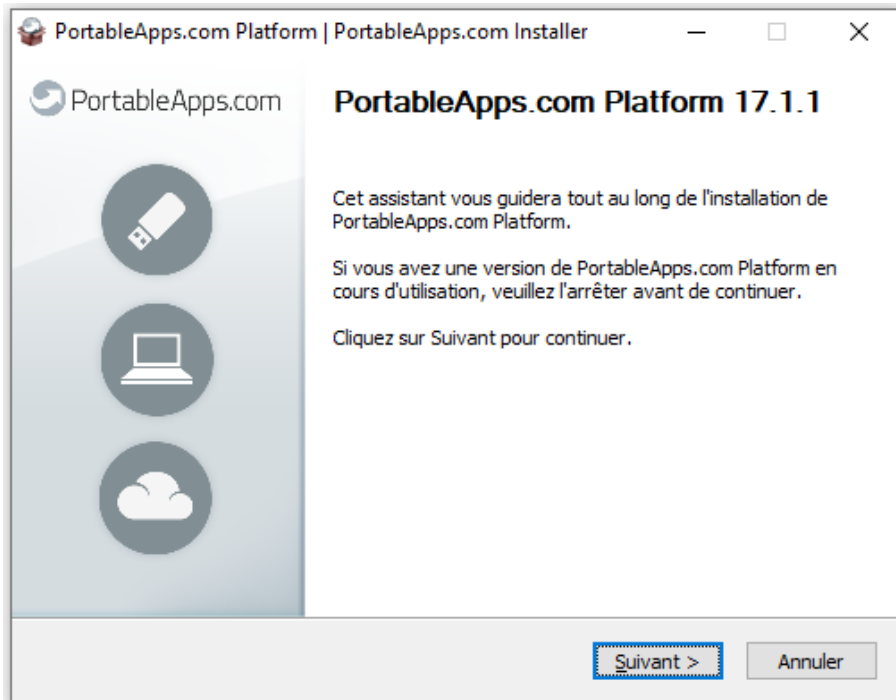 PortableApps.com Platform | PortableApps.com Installer
PortableApps.com
PortableApps.com Platform 17.1.1
Cet assistant vous guidera tout au long de l'installation de
PortableApps.com Platform.
Si vous avez une version de PortableApps.com Platform en
cours d'utilisation, veuillez l'arrêter avant de continuer.
Cliquez sur Suivant pour continuer.
Suivant >
Annuler